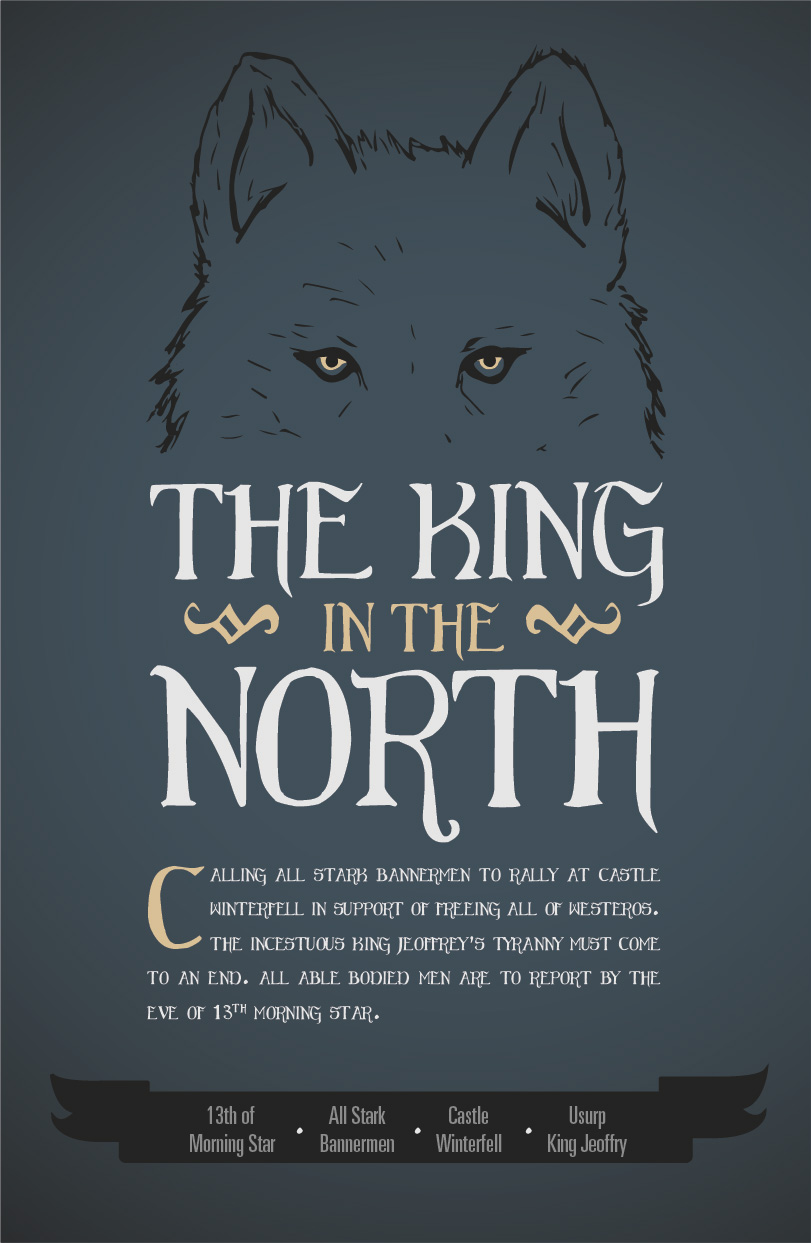 THE KING
IN THE
NORTH
CALLING ALL STARK BANNERMEN TO RALLY AT CASTLE
WINTERFELL IN SUPPORT OF FREEING ALL OF WESTEROS.
THE INCESTUOUS KING JEOFFREY'S TYRANNY MUST COME
TO AN END. ALL ABLE BODIED MEN ARE TO REPORT BY THE
EVE OF 13TH MORNING STAR.
13th of
Morning Star
All Stark
Bannermen
Castle
Winterfell
Usurp
King Jeoffry